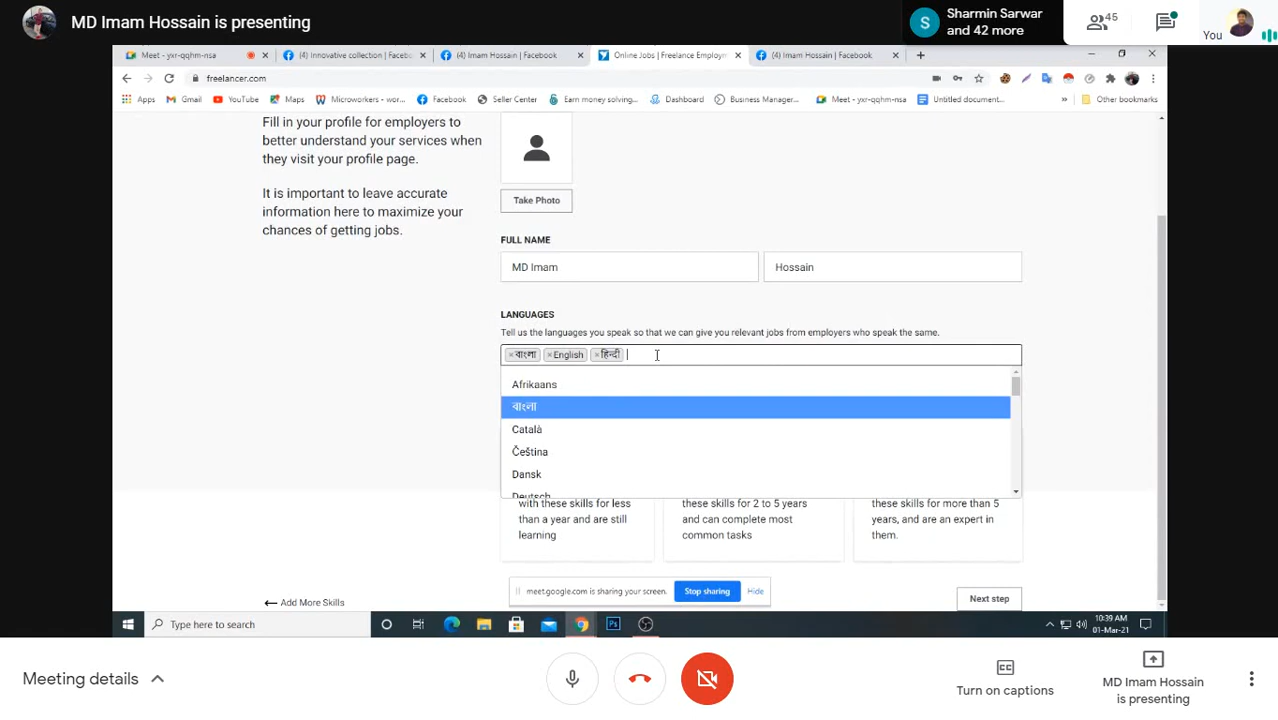 MD Imam Hossain is presenting
S
Sharmin Sarwar
and 42 more
45
You
Meet - yxr-qqhm-nsa
(4) Innovative collection | Facebo
(4) Imam Hossain | Facebook
Online Jobs | Freelance Employm
(4) Imam Hossain | Facebook
freelancer.com
Apps
Gmail
YouTube
Maps
Microworkers - wor...
Facebook
Seller Center
Earn money solving...
Dashboard
Business Manager...
Meet - yxr-qqhm-nsa
Untitled document...
Other bookmarks
Fill in your profile for employers to
better understand your services when
they visit your profile page.
It is important to leave accurate
information here to maximize your
chances of getting jobs.
Take Photo
FULL NAME
MD Imam
Hossain
LANGUAGES
Tell us the languages you speak so that we can give you relevant jobs from employers who speak the same.
× বাংলা × English × हिन्दी
Afrikaans
বাংলা
Català
Čeština
Dansk
Deutsch
with these skills for less
than a year and are still
learning
these skills for 2 to 5 years
and can complete most
common tasks
these skills for more than 5
years, and are an expert in
them.
meet.google.com is sharing your screen.
Stop sharing
Hide
Add More Skills
Next step
Type here to search
Ps
10:39 AM
01-Mar-21
Meeting details
CC
Turn on captions
MD Imam Hossain
is presenting